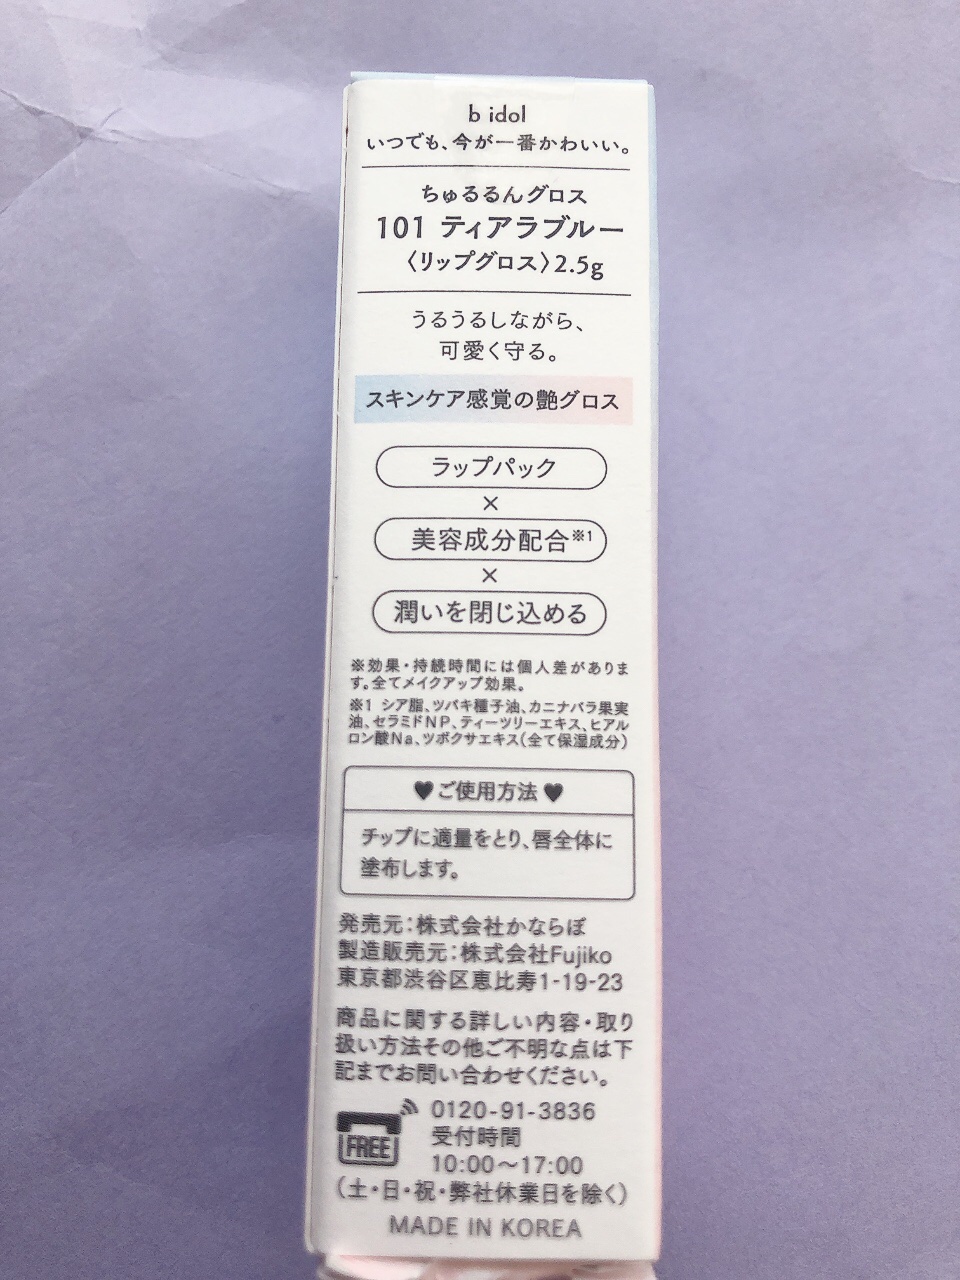 b idol
いつでも、今が一番かわいい。
ちゅるるんグロス
101 ティアラブルー
〈リップグロス〉2.5g
うるうるしながら、
可愛く守る。
スキンケア感覚の艶グロス
ラップパック
×
美容成分配合※1
×
潤いを閉じ込める
※効果・持続時間には個人差がありま
す。全てメイクアップ効果。
※1 シア脂、ツバキ種子油、カニナバラ果実
油、セラミドNP、ティーツリーエキス、ヒアル
ロン酸Na、ツボクサエキス(全て保湿成分)
♥ご使用方法♥
チップに適量をとり、唇全体に
塗布します。
発売元:株式会社かならぼ
製造販売元:株式会社Fujiko
東京都渋谷区恵比寿1-19-23
商品に関する詳しい内容・取り
扱い方法その他ご不明な点は下
記までお問い合わせください。
FREE
0120-91-3836
受付時間
10:00〜17:00
(土・日・祝・弊社休業日を除く)
MADE IN KOREA